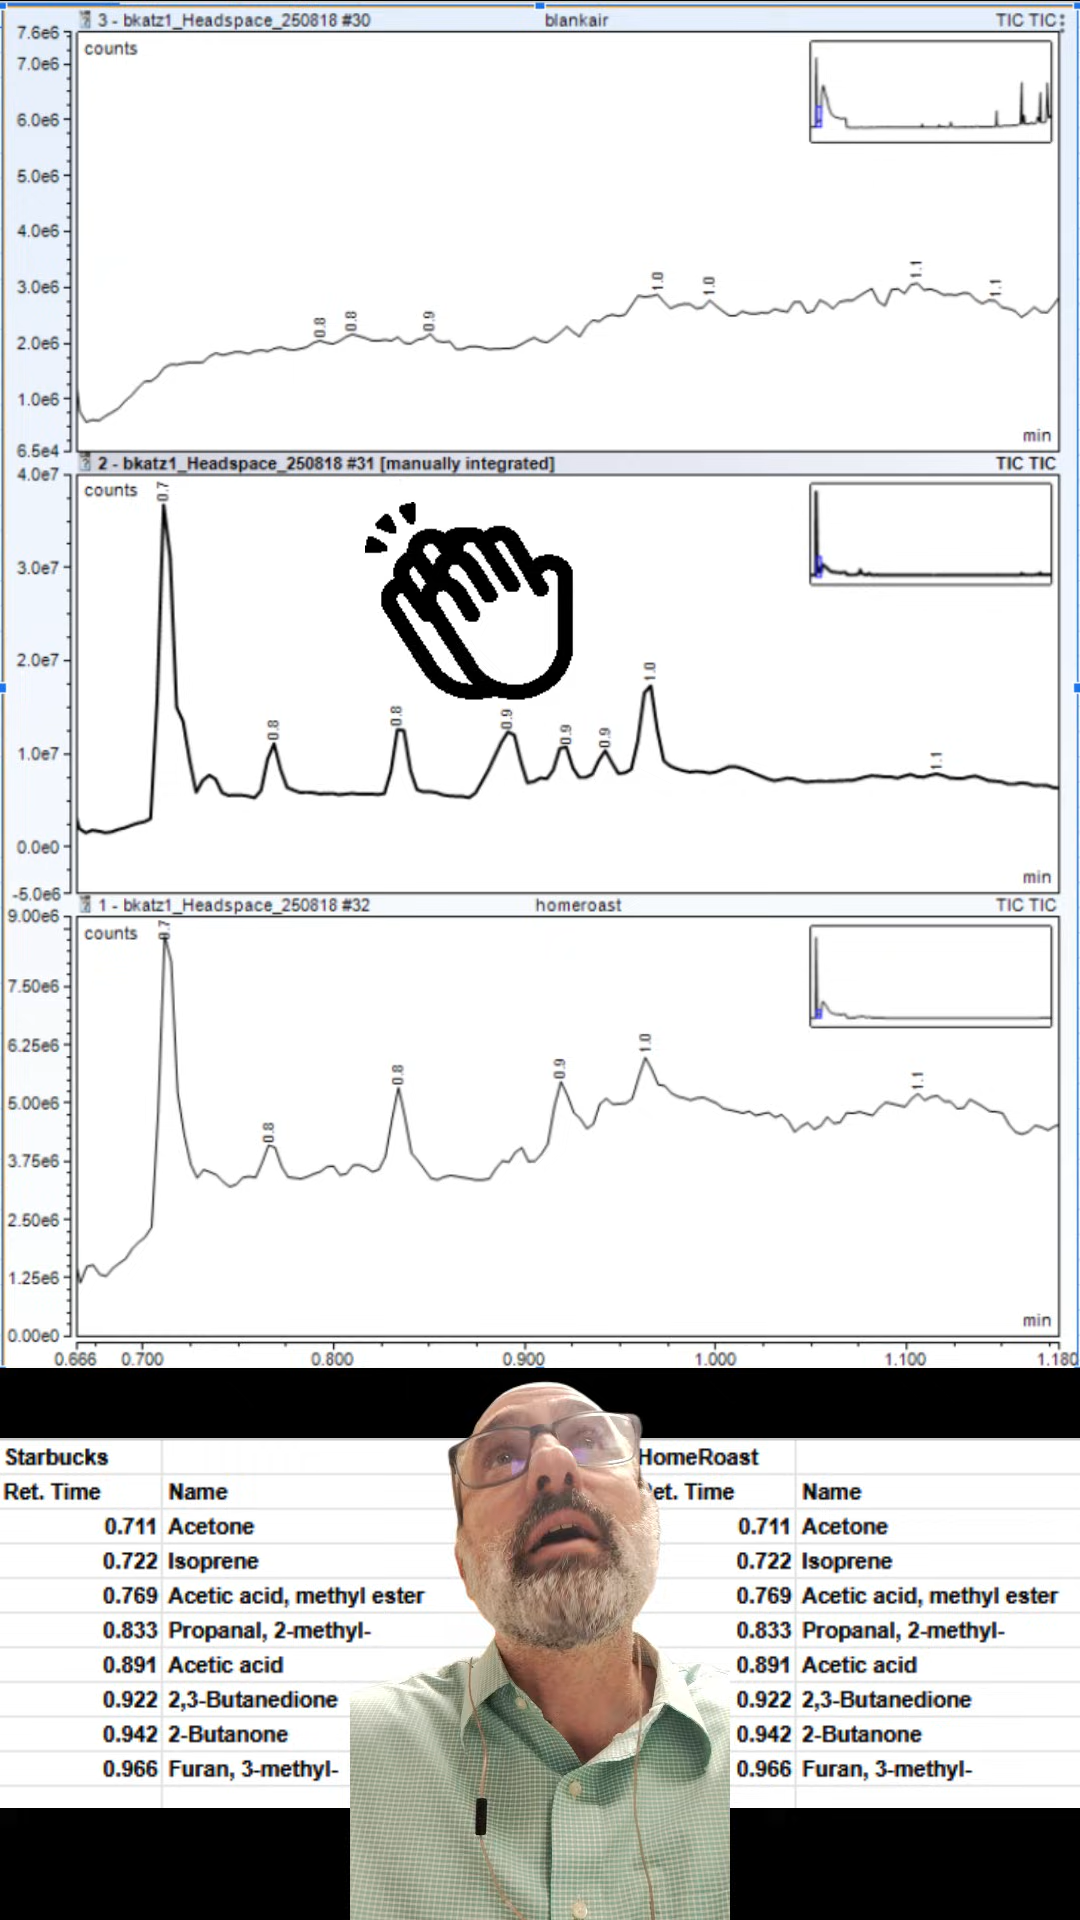 3 - bkatz1_Headspace_250818 #30 blankair TIC TIC
counts
7.6e6
7.0e6
6.0e6
5.0e6
4.0e6
3.0e6
2.0e6
1.0e6
6.5e4
0.8 0.8 0.9 1.0 1.0 1.1 1.1
min
2 - bkatz1_Headspace_250818 #31 [manually integrated] TIC TIC
counts
4.0e7
3.0e7
2.0e7
1.0e7
0.0e0
-5.0e6
0.7 0.8 0.8 0.9 0.9 0.9 1.0 1.1
min
1 - bkatz1_Headspace_250818 #32 homeroast TIC TIC
counts
9.00e6
7.50e6
6.25e6
5.00e6
3.75e6
2.50e6
1.25e6
0.00e0
0.7 0.8 0.8 0.9 1.0 1.1
min
0.666 0.700 0.800 0.900 1.000 1.100 1.180
Starbucks
Ret. Time Name
0.711 Acetone
0.722 Isoprene
0.769 Acetic acid, methyl ester
0.833 Propanal, 2-methyl-
0.891 Acetic acid
0.922 2,3-Butanedione
0.942 2-Butanone
0.966 Furan, 3-methyl-
HomeRoast
et. Time Name
0.711 Acetone
0.722 Isoprene
0.769 Acetic acid, methyl ester
0.833 Propanal, 2-methyl-
0.891 Acetic acid
0.922 2,3-Butanedione
0.942 2-Butanone
0.966 Furan, 3-methyl-